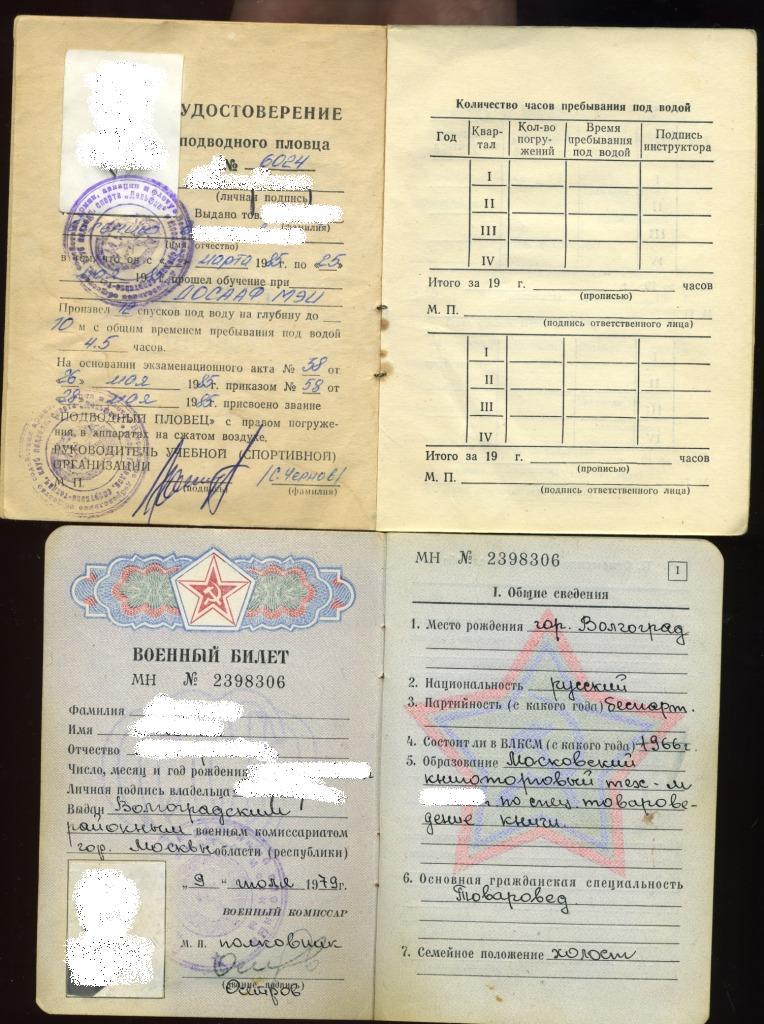 УДОСТОВЕРЕНИЕ
подводного пловца
№ 6024
(личная подпись)
Выдано тов.
(фамилия)
(имя, отчество)
в том что он с « » марта 1985 г. по «25»
198 г. прошел обучение при
ДОСААФ МЭИ
Произвел 12 спусков под воду на глубину до
10 м с общим временем пребывания под водой
4.5 часов.
На основании экзаменационного акта № 38 от
«26» мая 1985г. приказом № 58 от
«28» мая 1985г. присвоено звание
«ПОДВОДНЫЙ ПЛОВЕЦ» с правом погруже-
ния, в аппаратах на сжатом воздухе.
РУКОВОДИТЕЛЬ УЧЕБНОЙ (СПОРТИВНОЙ)
ОРГАНИЗАЦИИ
М. П.
(подпись)
/С. Чернов/
(фамилия)
Количество часов пребывания под водой
Год Квар- тал Кол-во погру- жений Время пребывания под водой Подпись инструктора
I
II
III
IV
Итого за 19 г. часов
(прописью)
М. П.
(подпись ответственного лица)
I
II
III
IV
Итого за 19 г. часов
(прописью)
М. П.
(подпись ответственного лица)
ВОЕННЫЙ БИЛЕТ
МН № 2398306
Фамилия
Имя
Отчество
Число, месяц и год рождения
Личная подпись владельца
Выдан Волгоградским
районным военным комиссариатом
гор. Москвы области (республики)
„9 “ июля 1979г.
ВОЕННЫЙ КОМИССАР
М. П. полковник
(звание, подпись)
Остров
МН № 2398306
1
I. Общие сведения
1. Место рождения гор. Волгоград
2. Национальность русский
3. Партийность (с какого года) беспарт.
4. Состоит ли в ВЛКСМ (с какого года) 1966г.
5. Образование Московский
книготорговый тех-м
по спец. товарове-
дение книги.
6. Основная гражданская специальность
Товаровед.
7. Семейное положение холост